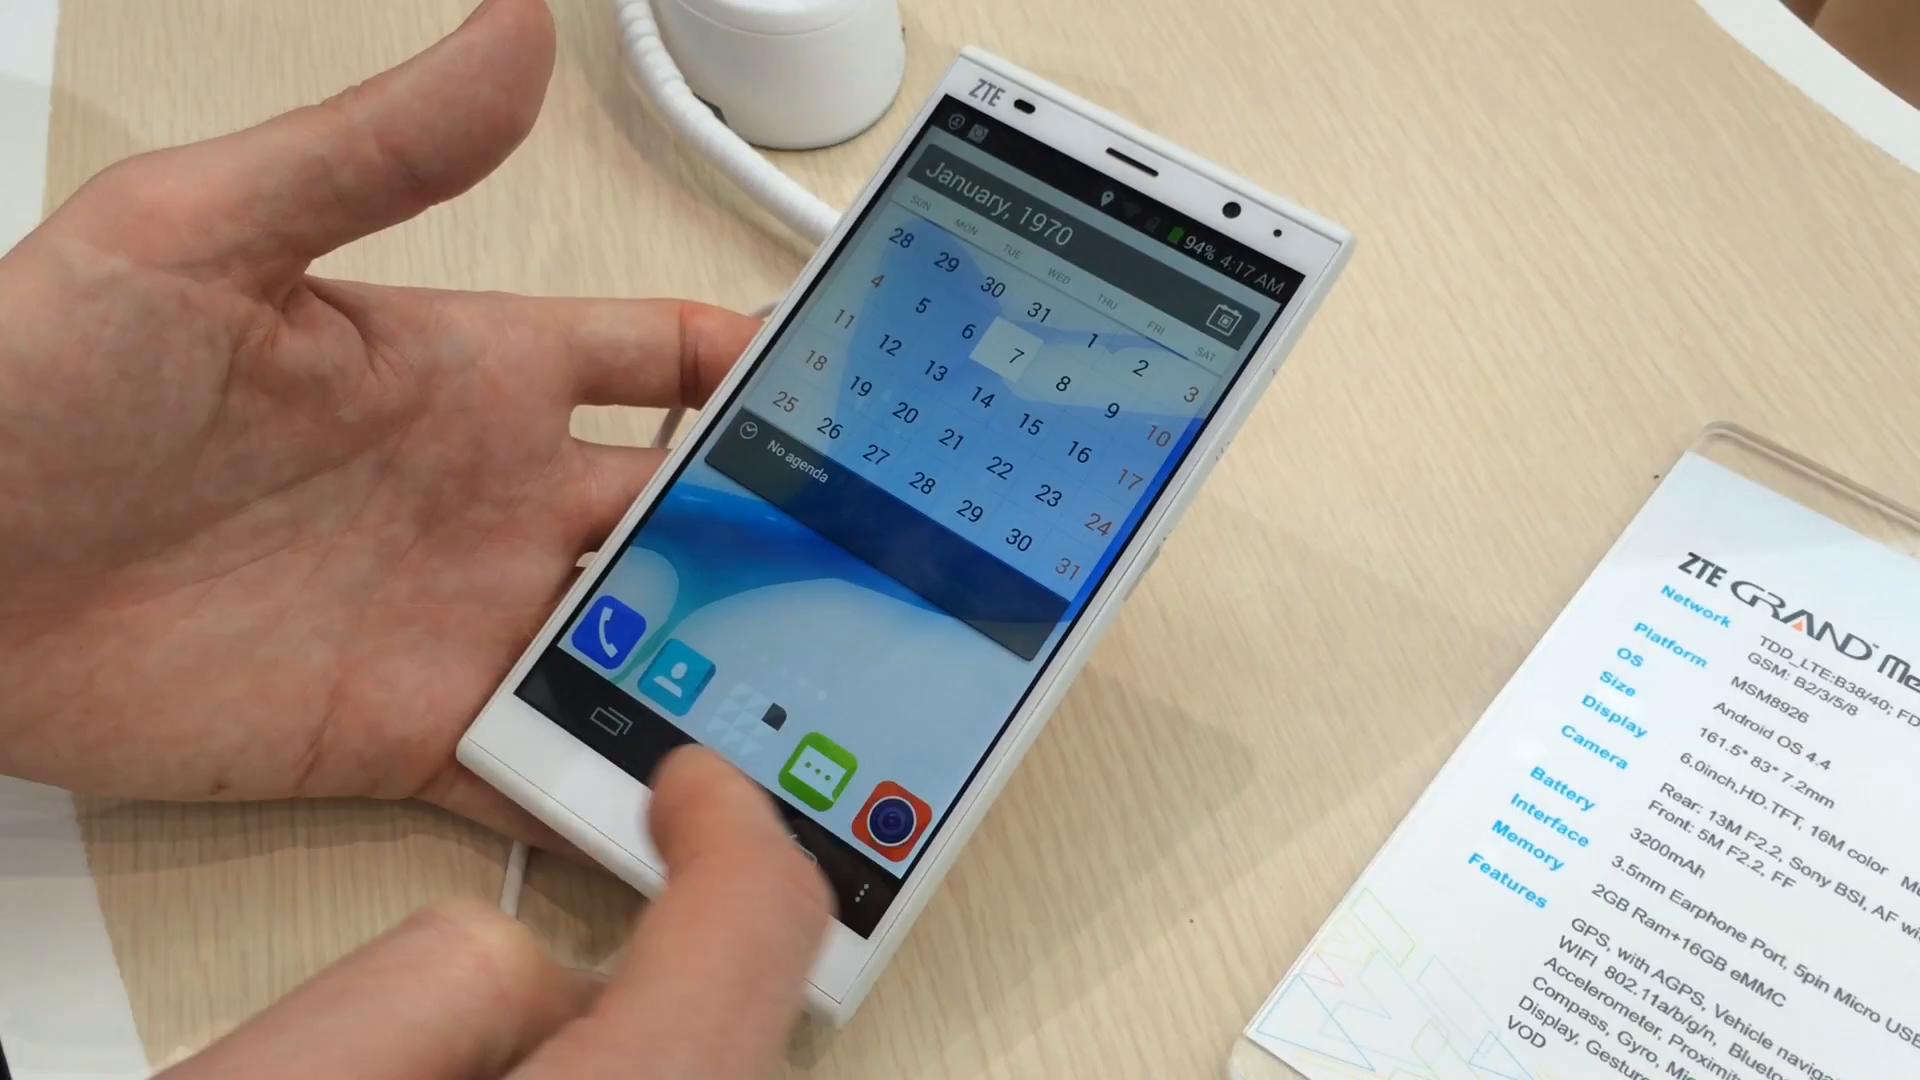 ZTE
94% 4:17 AM
January, 1970
SUN MON TUE WED THU FRI SAT
28 29 30 31 1 2 3
4 5 6 7 8 9 10
11 12 13 14 15 16 17
18 19 20 21 22 23 24
25 26 27 28 29 30 31
No agenda
ZTE GRAND
Network TDD_LTE:B38/40; FD
GSM: B2/3/5/8
Platform MSM8926
OS Android OS 4.4
Size 161.5* 83* 7.2mm
Display 6.0inch,HD,TFT, 16M color
Camera Rear: 13M F2.2, Sony BSI, AF
Front: 5M F2.2, FF
Battery 3200mAh
Interface 3.5mm Earphone Port, 5pin Micro USB
Memory 2GB Ram+16GB eMMC
Features GPS, with AGPS, Vehicle naviga
WIFI 802.11a/b/g/n, Blueto
Accelerometer, Proximit
Compass, Gyro, Mi
Display, Gestur
VOD